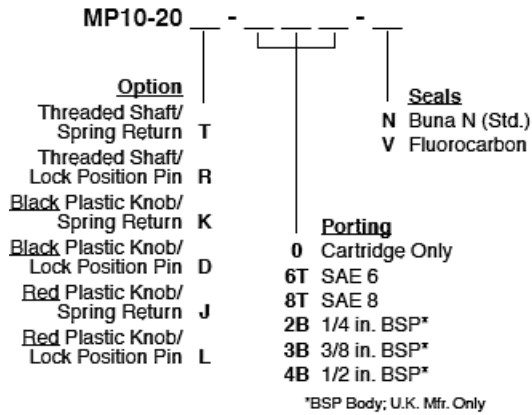 MP10-20 __ - __ __ __ - __
Option
Threaded Shaft/
Spring Return T
Threaded Shaft/
Lock Position Pin R
Black Plastic Knob/
Spring Return K
Black Plastic Knob/
Lock Position Pin D
Red Plastic Knob/
Spring Return J
Red Plastic Knob/
Lock Position Pin L
Porting
0 Cartridge Only
6T SAE 6
8T SAE 8
2B 1/4 in. BSP*
3B 3/8 in. BSP*
4B 1/2 in. BSP*
*BSP Body; U.K. Mfr. Only
Seals
N Buna N (Std.)
V Fluorocarbon